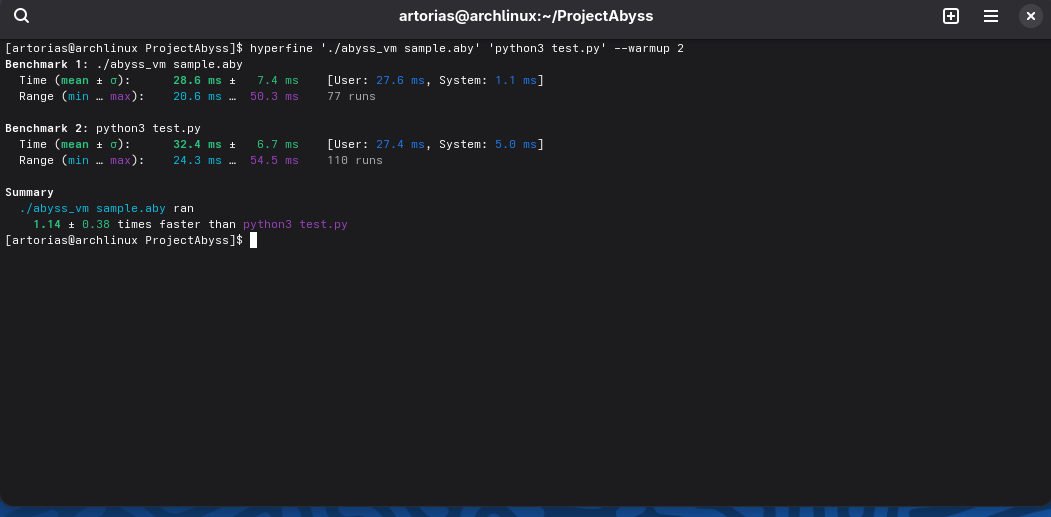 artorias@archlinux:~/ProjectAbyss
[artorias@archlinux ProjectAbyss]$ hyperfine './abyss_vm sample.aby' 'python3 test.py' --warmup 2
Benchmark 1: ./abyss_vm sample.aby
  Time (mean ± σ):      28.6 ms ±   7.4 ms    [User: 27.6 ms, System: 1.1 ms]
  Range (min … max):    20.6 ms …  50.3 ms    77 runs
Benchmark 2: python3 test.py
  Time (mean ± σ):      32.4 ms ±   6.7 ms    [User: 27.4 ms, System: 5.0 ms]
  Range (min … max):    24.3 ms …  54.5 ms    110 runs
Summary
  ./abyss_vm sample.aby ran
    1.14 ± 0.38 times faster than python3 test.py
[artorias@archlinux ProjectAbyss]$